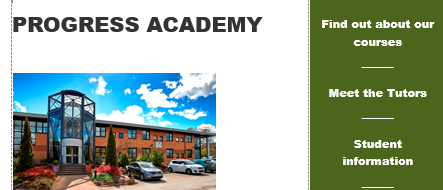 PROGRESS ACADEMY
Find out about our
courses
Meet the Tutors
Student
information